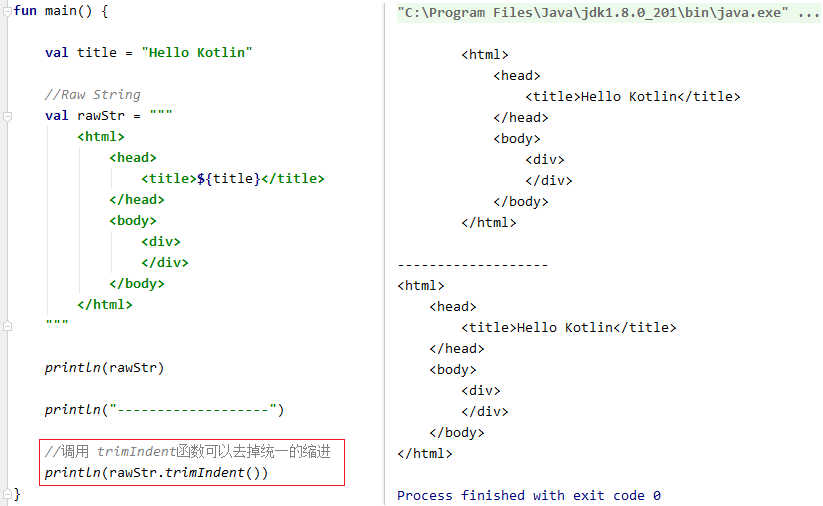 fun main() {
    val title = "Hello Kotlin"
    //Raw String
    val rawStr = """
        <html>
            <head>
                <title>${title}</title>
            </head>
            <body>
                <div>
                </div>
            </body>
        </html>
    """
    println(rawStr)
    println("-------------------")
    //调用 trimIndent函数可以去掉统一的缩进
    println(rawStr.trimIndent())
}
"C:\Program Files\Java\jdk1.8.0_201\bin\java.exe" ...
        <html>
            <head>
                <title>Hello Kotlin</title>
            </head>
            <body>
                <div>
                </div>
            </body>
        </html>
-------------------
<html>
    <head>
        <title>Hello Kotlin</title>
    </head>
    <body>
        <div>
        </div>
    </body>
</html>
Process finished with exit code 0